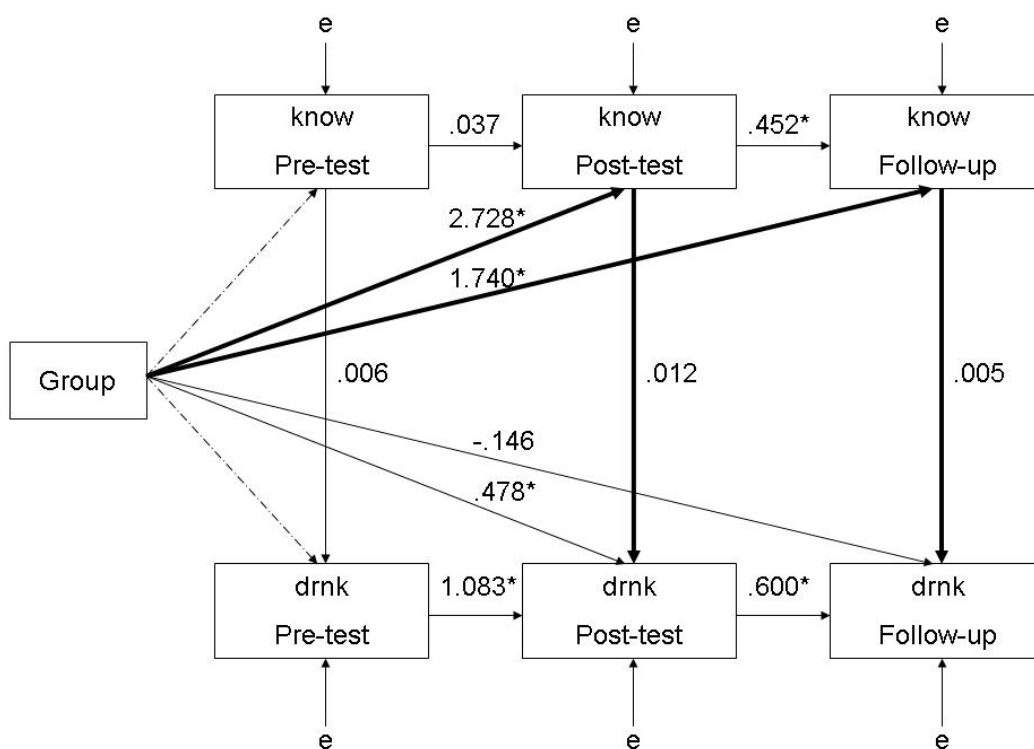 e e e
know know know
.037 .452*
Pre-test Post-test Follow-up
2.728*
1.740*
Group
.006 .012 .005
-.146
.478*
drnk drnk drnk
1.083* .600*
Pre-test Post-test Follow-up
e e e